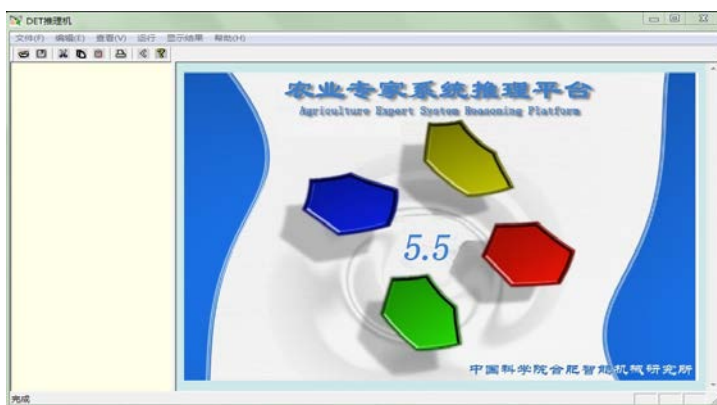 DET推理机
文件(F) 编辑(E) 查看(V) 运行 显示结果 帮助(H)
农业专家系统推理平台
Agriculture Expert System Reasoning Platform
5.5
中国科学院合肥智能机械研究所
完成